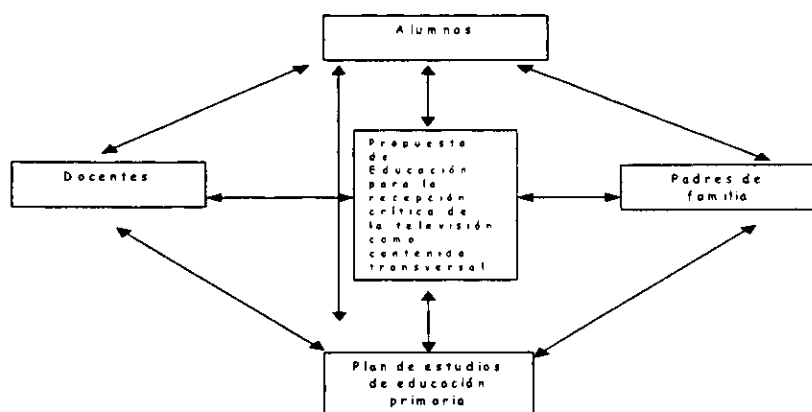 Alumnos
Propuesta
de
Educación
para la
recepción
crítica de
la televisión
como
contenido
transversal
Docentes
Padres de
familia
Plan de estudios
de educación
primaria